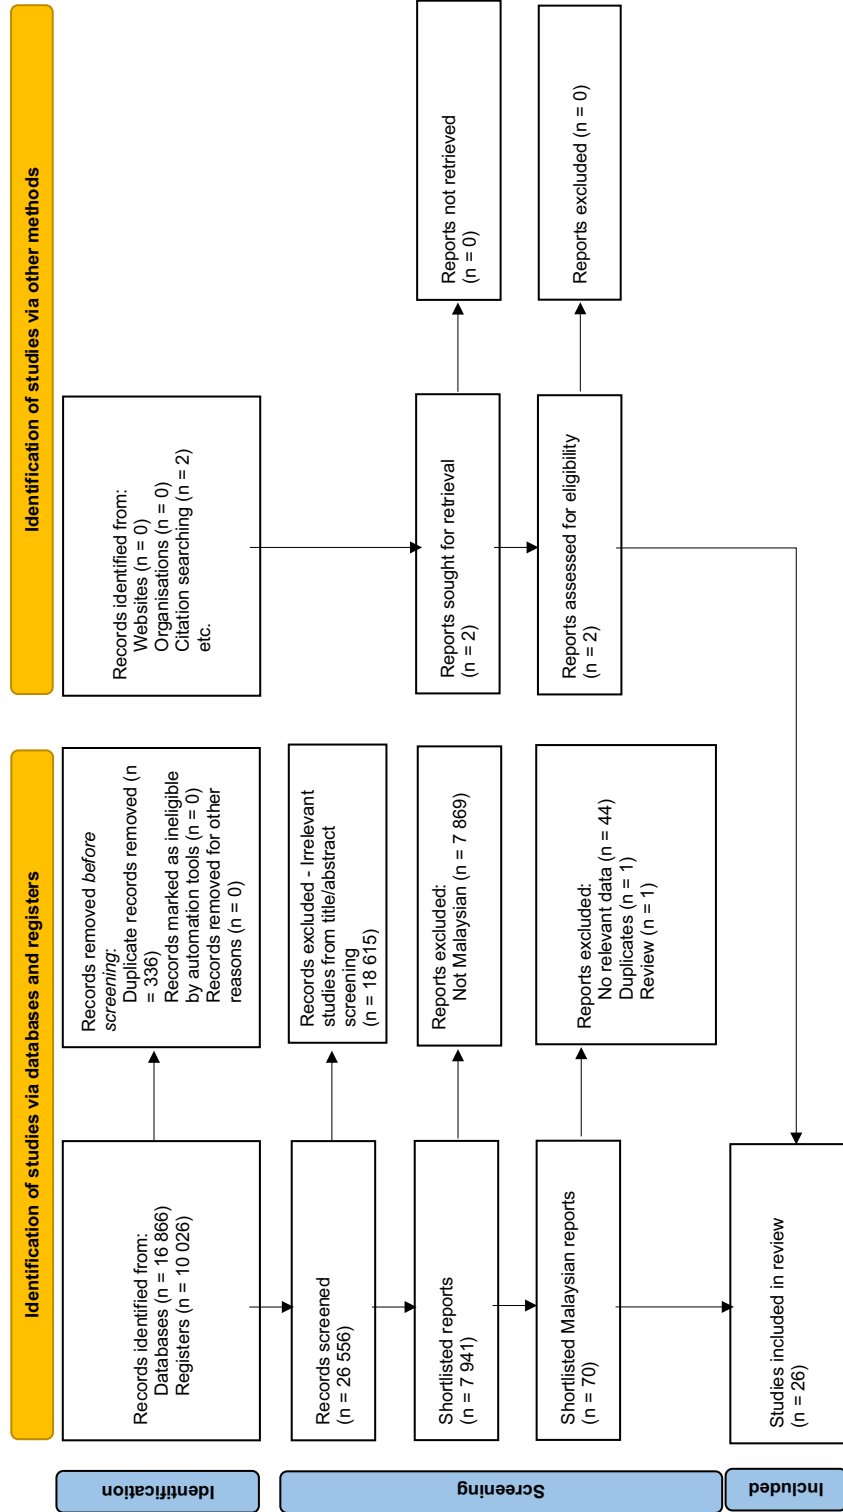 Identification of studies via databases and registers
Identification of studies via other methods
Identification
Records identified from:
Databases (n = 16 866)
Registers (n = 10 026)
Records removed before
screening:
Duplicate records removed (n
= 336)
Records marked as ineligible
by automation tools (n = 0)
Records removed for other
reasons (n = 0)
Records identified from:
Websites (n = 0)
Organisations (n = 0)
Citation searching (n = 2)
etc.
Screening
Records screened
(n = 26 556)
Records excluded - Irrelevant
studies from title/abstract
screening
(n = 18 615)
Shortlisted reports
(n = 7 941)
Reports excluded:
Not Malaysian (n = 7 869)
Reports sought for retrieval
(n = 2)
Reports not retrieved
(n = 0)
Shortlisted Malaysian reports
(n = 70)
Reports excluded:
No relevant data (n = 44)
Duplicates (n = 1)
Review (n = 1)
Reports assessed for eligibility
(n = 2)
Reports excluded (n = 0)
Included
Studies included in review
(n = 26)